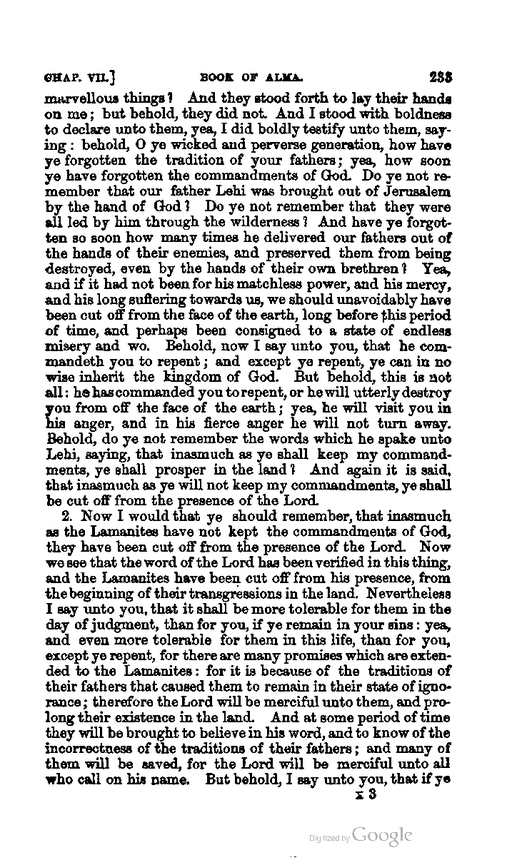 CHAP. VII.] BOOK OF ALMA. 233
marvellous things? And they stood forth to lay their hands
on me; but behold, they did not. And I stood with boldness
to declare unto them, yea, I did boldly testify unto them, say-
ing: behold, O ye wicked and perverse generation, how have
ye forgotten the tradition of your fathers; yea, how soon
ye have forgotten the commandments of God. Do ye not re-
member that our father Lehi was brought out of Jerusalem
by the hand of God? Do ye not remember that they were
all led by him through the wilderness? And have ye forgot-
ten so soon how many times he delivered our fathers out of
the hands of their enemies, and preserved them from being
destroyed, even by the hands of their own brethren? Yea,
and if it had not been for his matchless power, and his mercy,
and his long suffering towards us, we should unavoidably have
been cut off from the face of the earth, long before this period
of time, and perhaps been consigned to a state of endless
misery and wo. Behold, now I say unto you, that he com-
mandeth you to repent; and except ye repent, ye can in no
wise inherit the kingdom of God. But behold, this is not
all: he has commanded you to repent, or he will utterly destroy
you from off the face of the earth; yea, he will visit you in
his anger, and in his fierce anger he will not turn away.
Behold, do ye not remember the words which he spake unto
Lehi, saying, that inasmuch as ye shall keep my command-
ments, ye shall prosper in the land? And again it is said,
that inasmuch as ye will not keep my commandments, ye shall
be cut off from the presence of the Lord.
2. Now I would that ye should remember, that inasmuch
as the Lamanites have not kept the commandments of God,
they have been cut off from the presence of the Lord. Now
we see that the word of the Lord has been verified in this thing,
and the Lamanites have been cut off from his presence, from
the beginning of their transgressions in the land. Nevertheless
I say unto you, that it shall be more tolerable for them in the
day of judgment, than for you, if ye remain in your sins: yea,
and even more tolerable for them in this life, than for you,
except ye repent, for there are many promises which are exten-
ded to the Lamanites: for it is because of the traditions of
their fathers that caused them to remain in their state of igno-
rance; therefore the Lord will be merciful unto them, and pro-
long their existence in the land. And at some period of time
they will be brought to believe in his word, and to know of the
incorrectness of the traditions of their fathers; and many of
them will be saved, for the Lord will be merciful unto all
who call on his name. But behold, I say unto you, that if ye
X 3
Digitized by Google